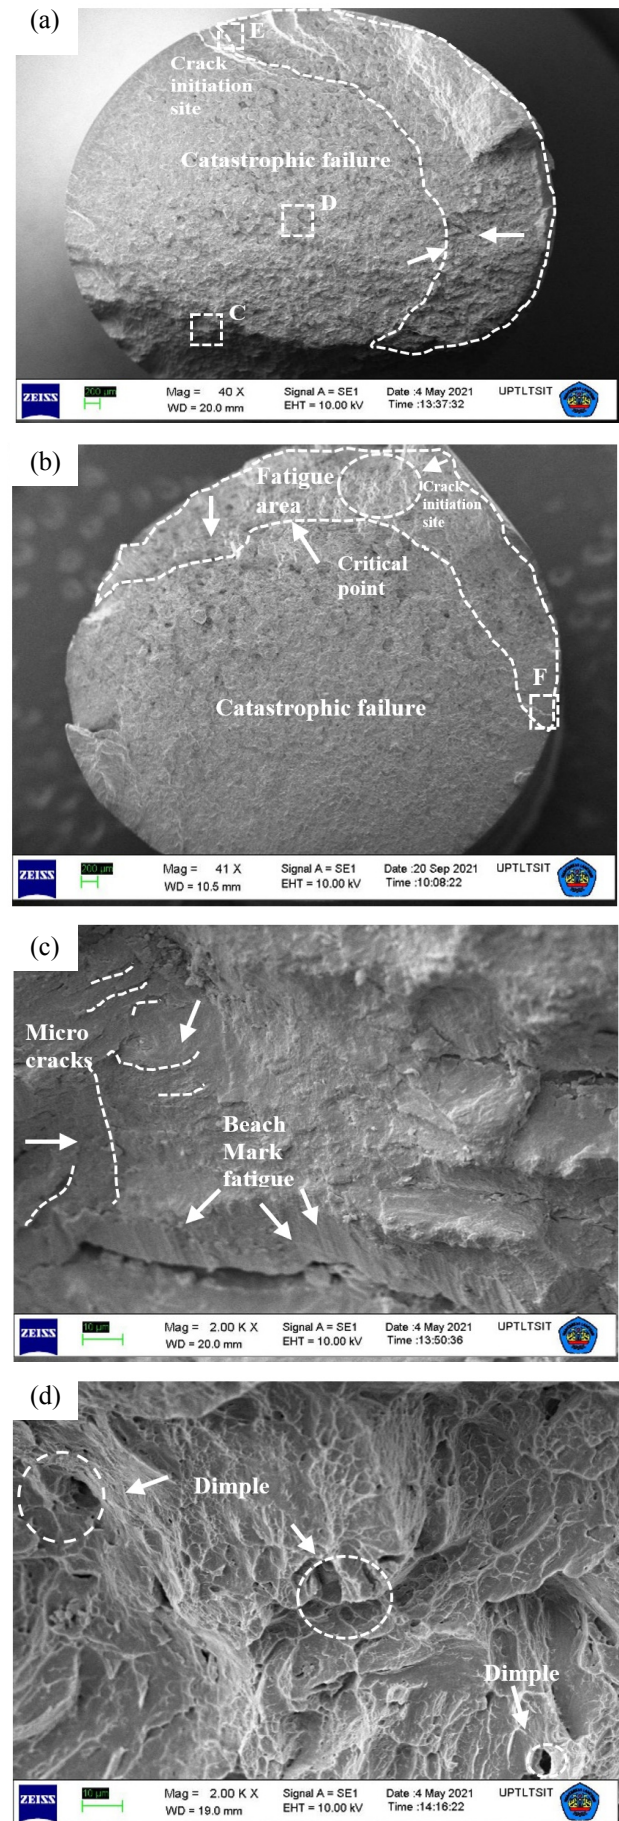 (a)
E
Crack
initiation
site
Catastrophic failure
D
C
ZEISS
200 µm
Mag = 40 X
WD = 20.0 mm
Signal A = SE1
EHT = 10.00 kV
Date :4 May 2021
Time :13:37:32
UPTLTSIT
(b)
Fatigue
area
Crack
initiation
site
Critical
point
F
Catastrophic failure
ZEISS
200 µm
Mag = 41 X
WD = 10.5 mm
Signal A = SE1
EHT = 10.00 kV
Date :20 Sep 2021
Time :10:08:22
UPTLTSIT
(c)
Micro
cracks
Beach
Mark
fatigue
ZEISS
10 µm
Mag = 2.00 K X
WD = 20.0 mm
Signal A = SE1
EHT = 10.00 kV
Date :4 May 2021
Time :13:50:36
UPTLTSIT
(d)
Dimple
Dimple
ZEISS
10 µm
Mag = 2.00 K X
WD = 19.0 mm
Signal A = SE1
EHT = 10.00 kV
Date :4 May 2021
Time :14:16:22
UPTLTSIT